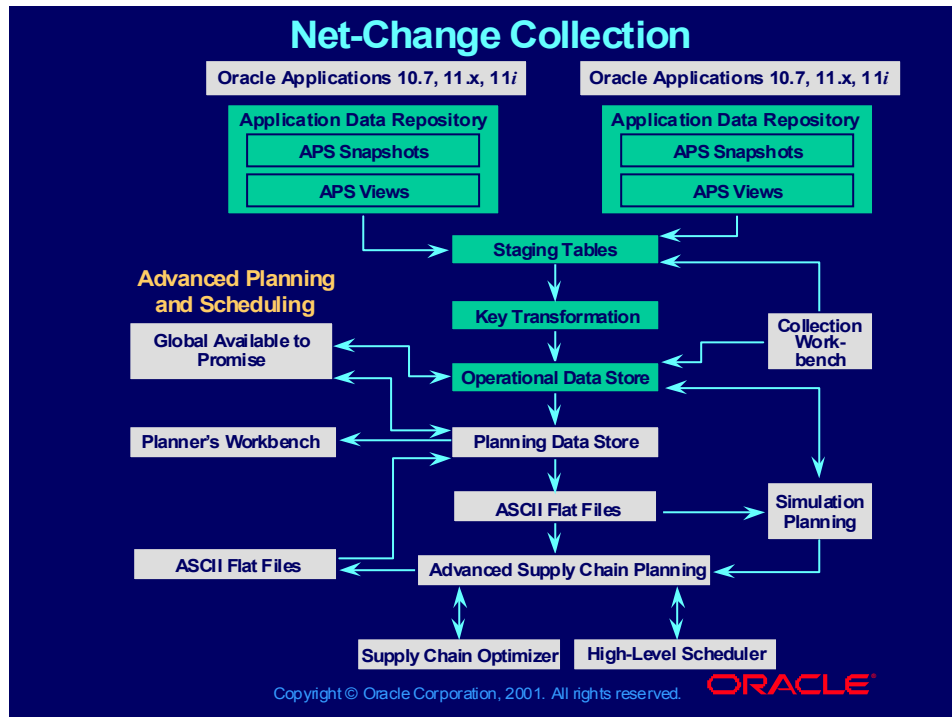 Net-Change Collection
Oracle Applications 10.7, 11.x, 11i
Oracle Applications 10.7, 11.x, 11i
Application Data Repository
APS Snapshots
APS Views
Application Data Repository
APS Snapshots
APS Views
Staging Tables
Advanced Planning
and Scheduling
Key Transformation
Collection
Work-
bench
Global Available to
Promise
Operational Data Store
Planner's Workbench
Planning Data Store
ASCII Flat Files
Simulation
Planning
ASCII Flat Files
Advanced Supply Chain Planning
Supply Chain Optimizer
High-Level Scheduler
Copyright © Oracle Corporation, 2001. All rights reserved.
ORACLE®